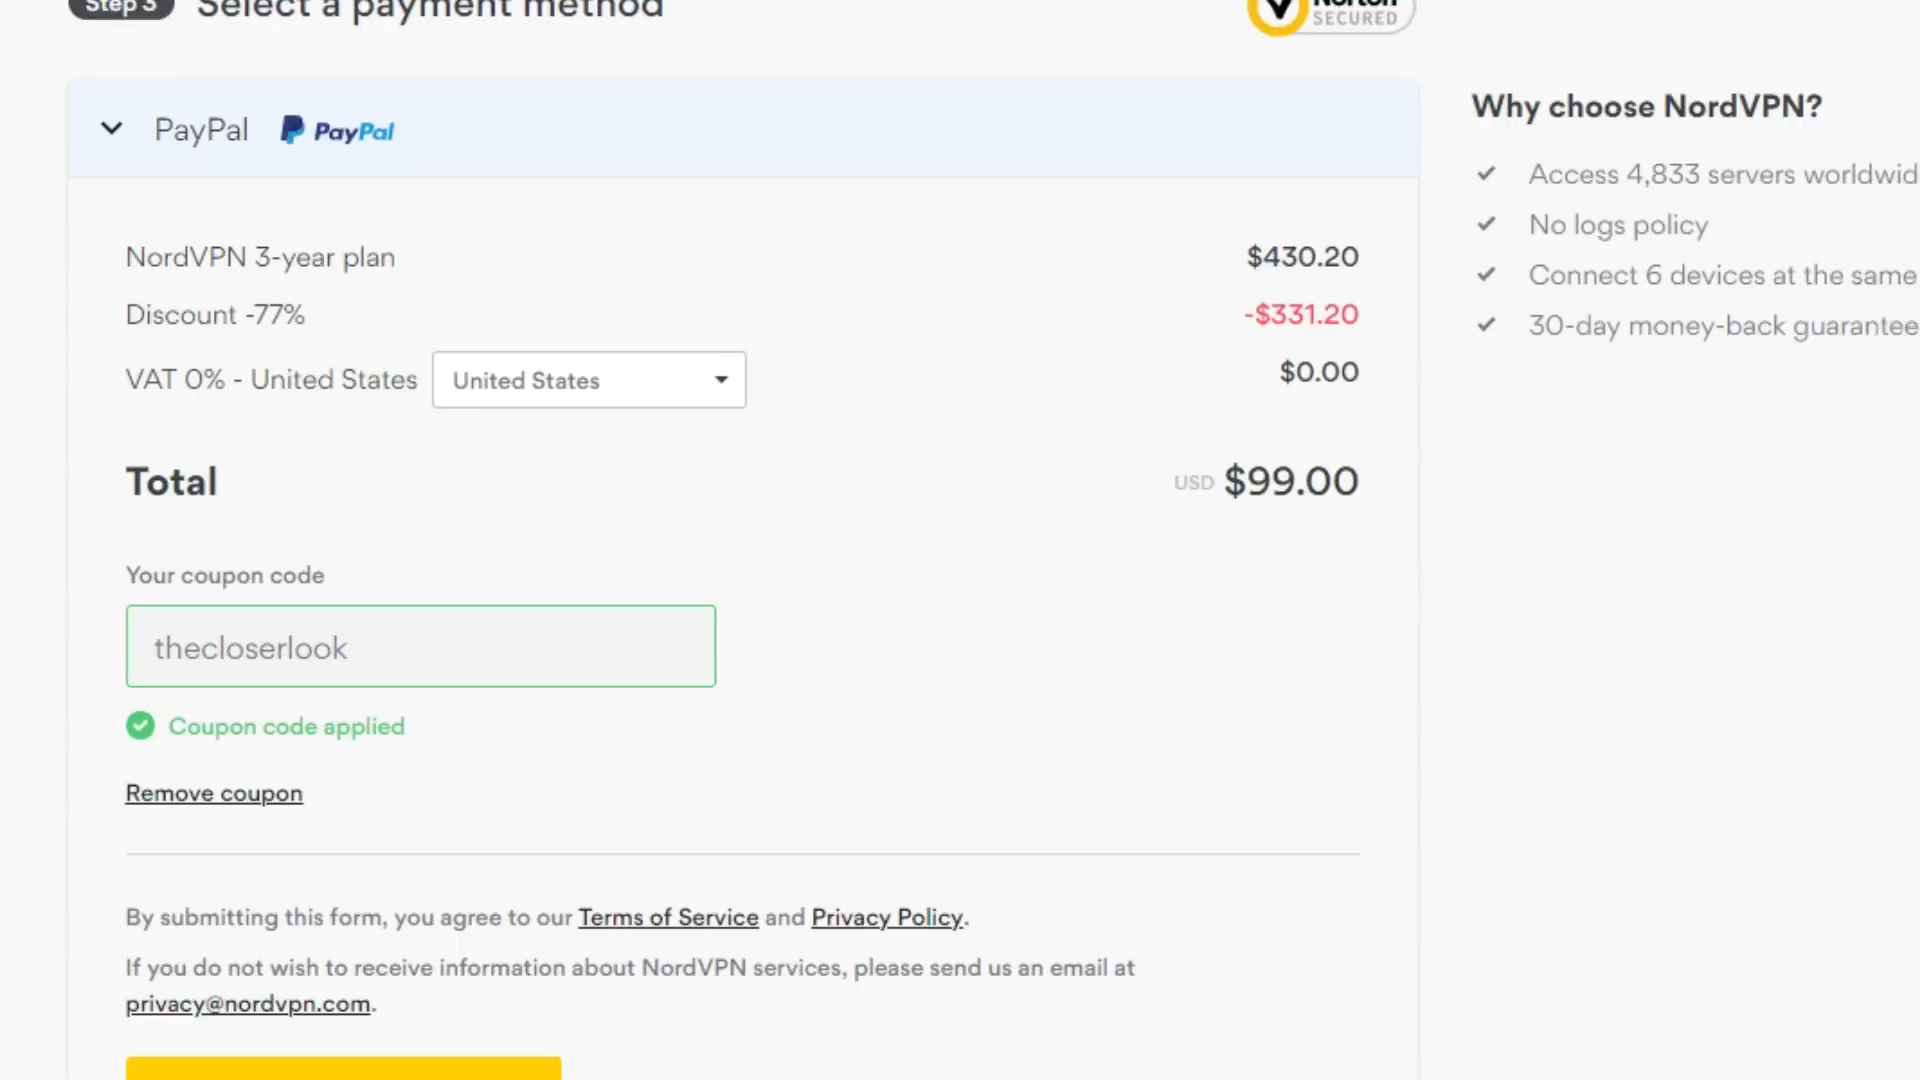 Step 3 Select a payment method
Norton
SECURED
PayPal PayPal
NordVPN 3-year plan $430.20
Discount -77% -$331.20
VAT 0% - United States United States $0.00
Total USD $99.00
Your coupon code
thecloserlook
Coupon code applied
Remove coupon
By submitting this form, you agree to our Terms of Service and Privacy Policy.
If you do not wish to receive information about NordVPN services, please send us an email at
privacy@nordvpn.com.
Why choose NordVPN?
Access 4,833 servers worldwid
No logs policy
Connect 6 devices at the same
30-day money-back guarantee